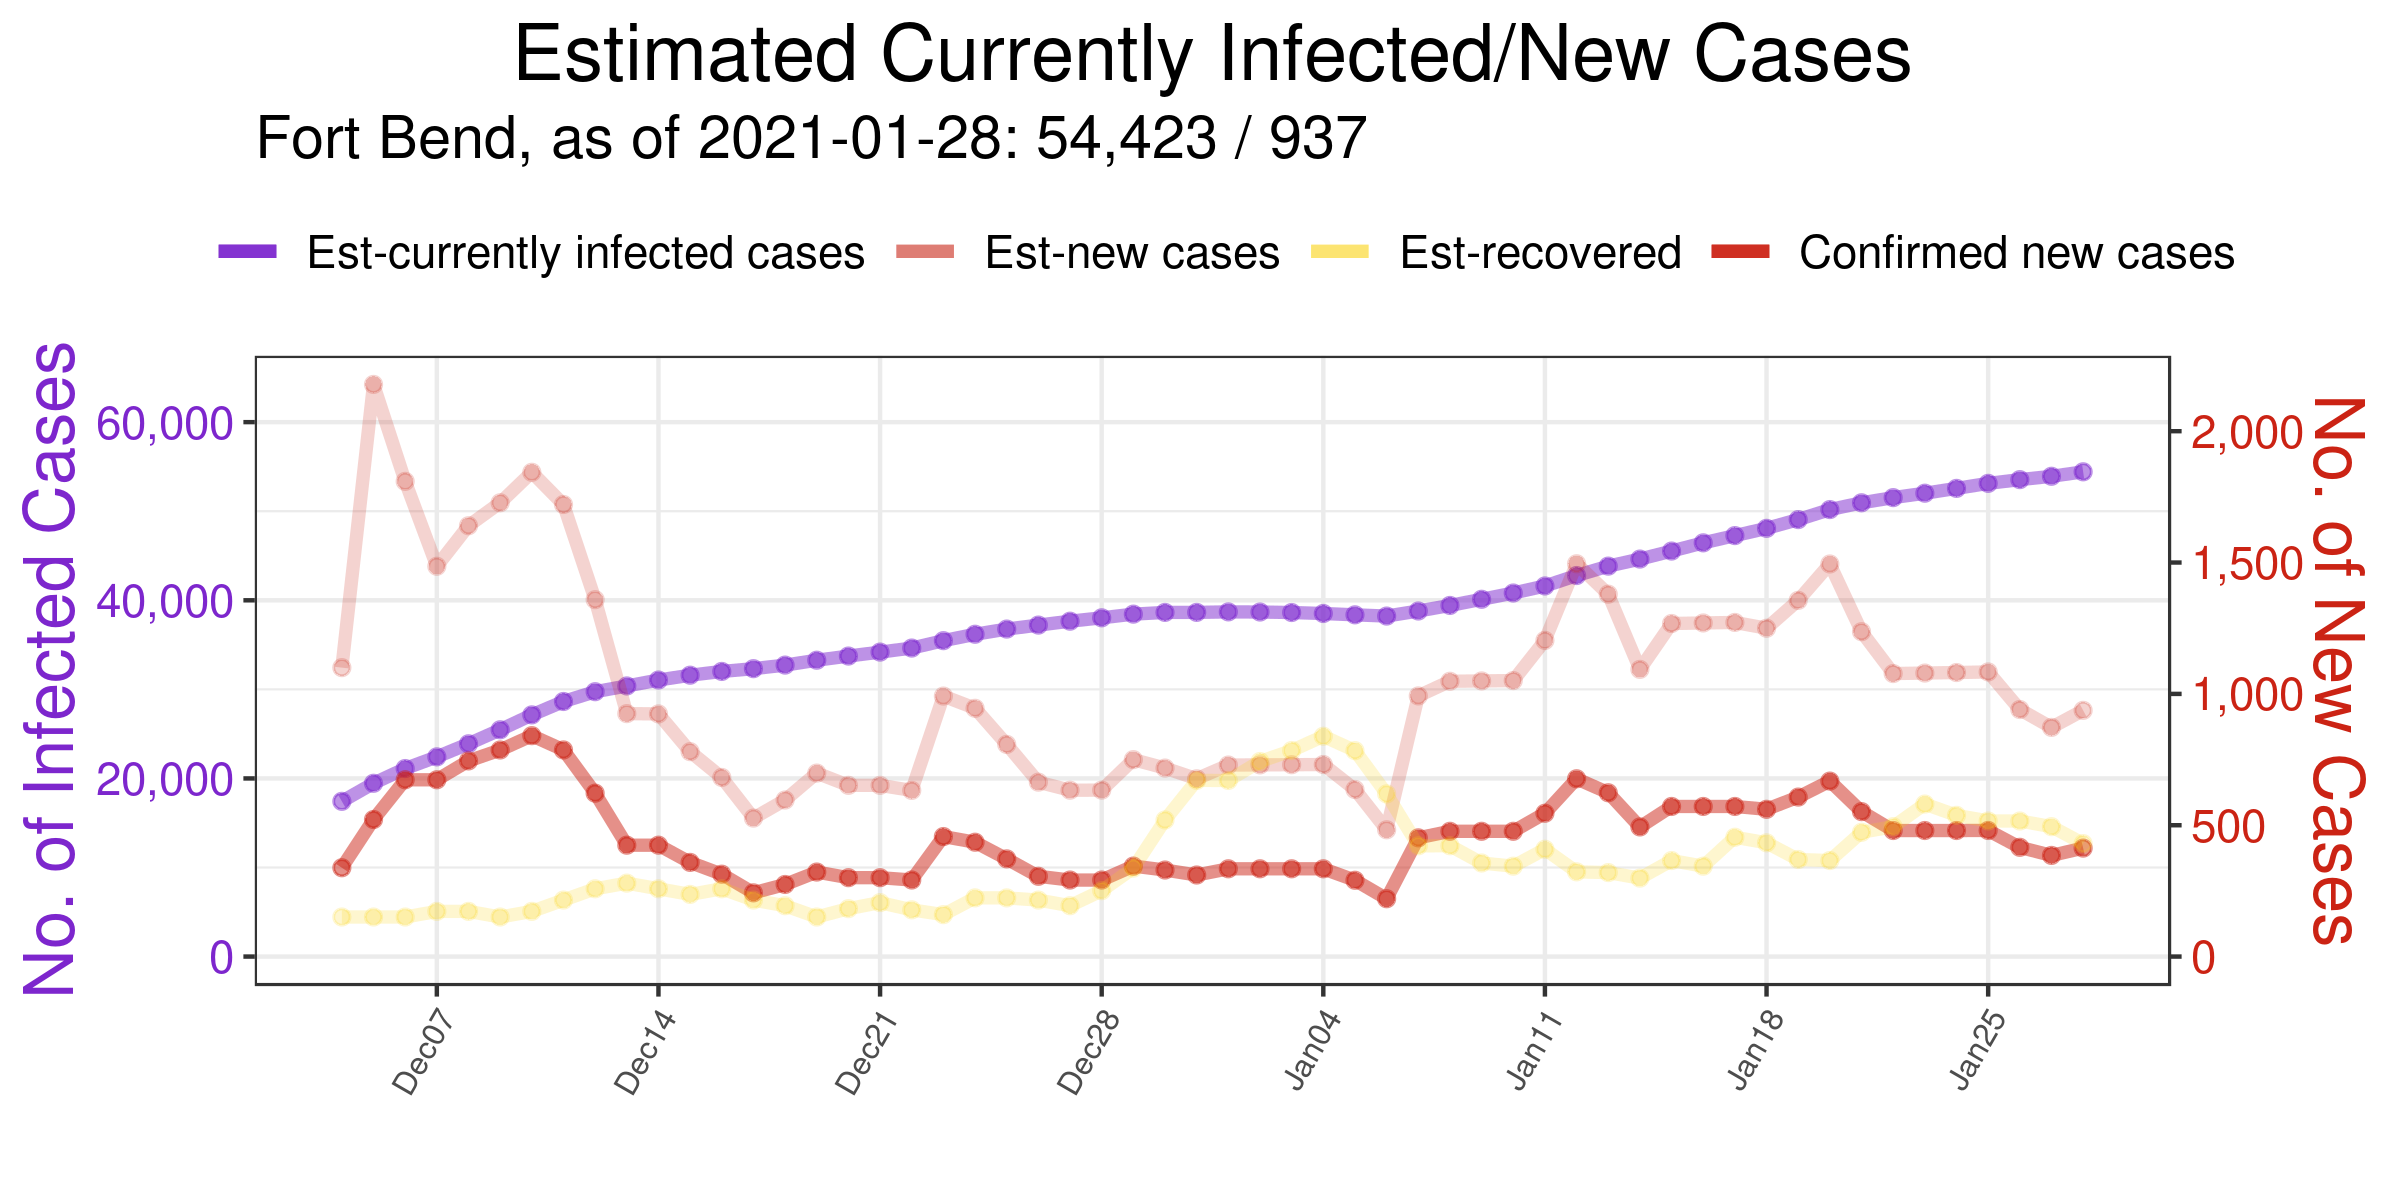 Estimated Currently Infected/New Cases
Fort Bend, as of 2021-01-28: 54,423 / 937
Est-currently infected cases Est-new cases Est-recovered Confirmed new cases
No. of Infected Cases
60,000
40,000
20,000
0
2,000
1,500
1,000
500
0
No. of New Cases
Dec07 Dec14 Dec21 Dec28 Jan04 Jan11 Jan18 Jan25